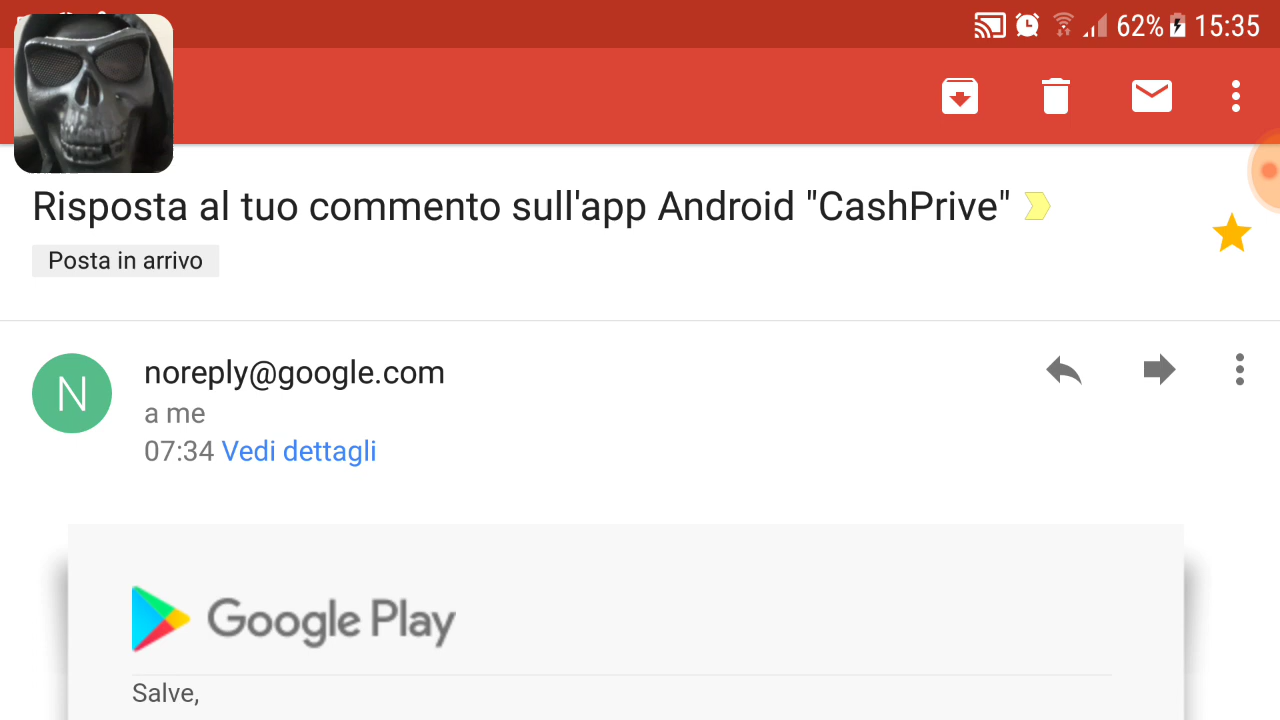 62% 15:35
Risposta al tuo commento sull'app Android "CashPrive"
Posta in arrivo
N
noreply@google.com
a me
07:34 Vedi dettagli
Google Play
Salve,